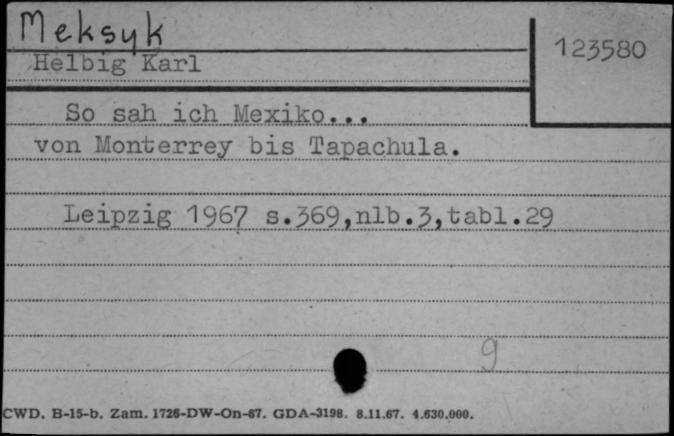 Meksyk
123580
Helbig Karl
So sah ich Mexiko...
von Monterrey bis Tapachula.
Leipzig 1967 s.369,nlb.3,tabl.29
9
CWD. B-15-b. Zam. 1726-DW-On-67. GDA-3198. 8.11.67. 4.630.000.